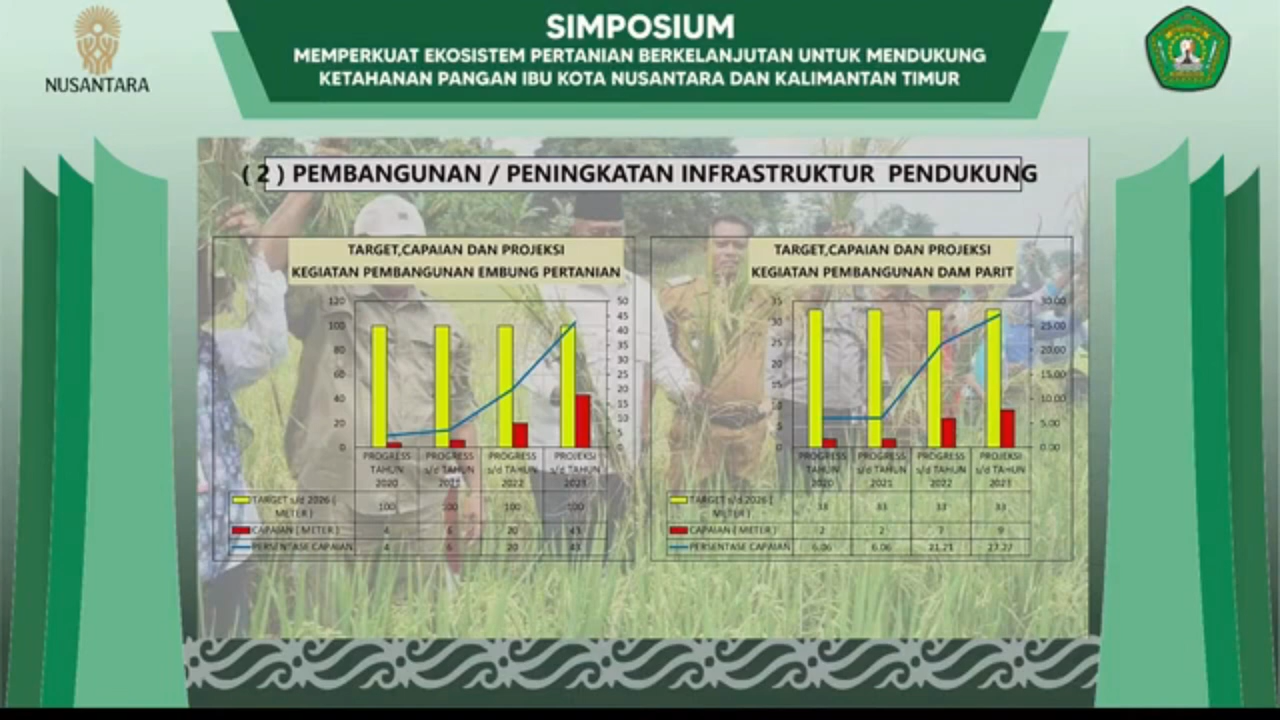 SIMPOSIUM
MEMPERKUAT EKOSISTEM PERTANIAN BERKELANJUTAN UNTUK MENDUKUNG
KETAHANAN PANGAN IBU KOTA NUSANTARA DAN KALIMANTAN TIMUR
NUSANTARA
( 2 ) PEMBANGUNAN / PENINGKATAN INFRASTRUKTUR PENDUKUNG
TARGET,CAPAIAN DAN PROJEKSI
KEGIATAN PEMBANGUNAN EMBUNG PERTANIAN
120 50
45
100 40
35
80 30
60 25
20
40 15
20 10
5
0 0
PROGRESS PROGRESS PROGRESS PROJEKSI
TAHUN s/d TAHUN s/d TAHUN s/d TAHUN
2020 2021 2022 2023
TARGET s/d 2026 ( 
METER ) 100 100 100 100
CAPAIAN ( METER ) 4 6 20 43
PERSENTASE CAPAIAN 4 6 20 43
TARGET,CAPAIAN DAN PROJEKSI
KEGIATAN PEMBANGUNAN DAM PARIT
35 30.00
30 25.00
25 20.00
20
15 15.00
10 10.00
5 5.00
0 0.00
PROGRESS PROGRESS PROGRESS PROJEKSI
TAHUN s/d TAHUN s/d TAHUN s/d TAHUN
2020 2021 2022 2023
TARGET s/d 2026 (
METER ) 33 33 33 33
CAPAIAN ( METER ) 2 2 7 9
PERSENTASE CAPAIAN 6.06 6.06 21.21 27.27